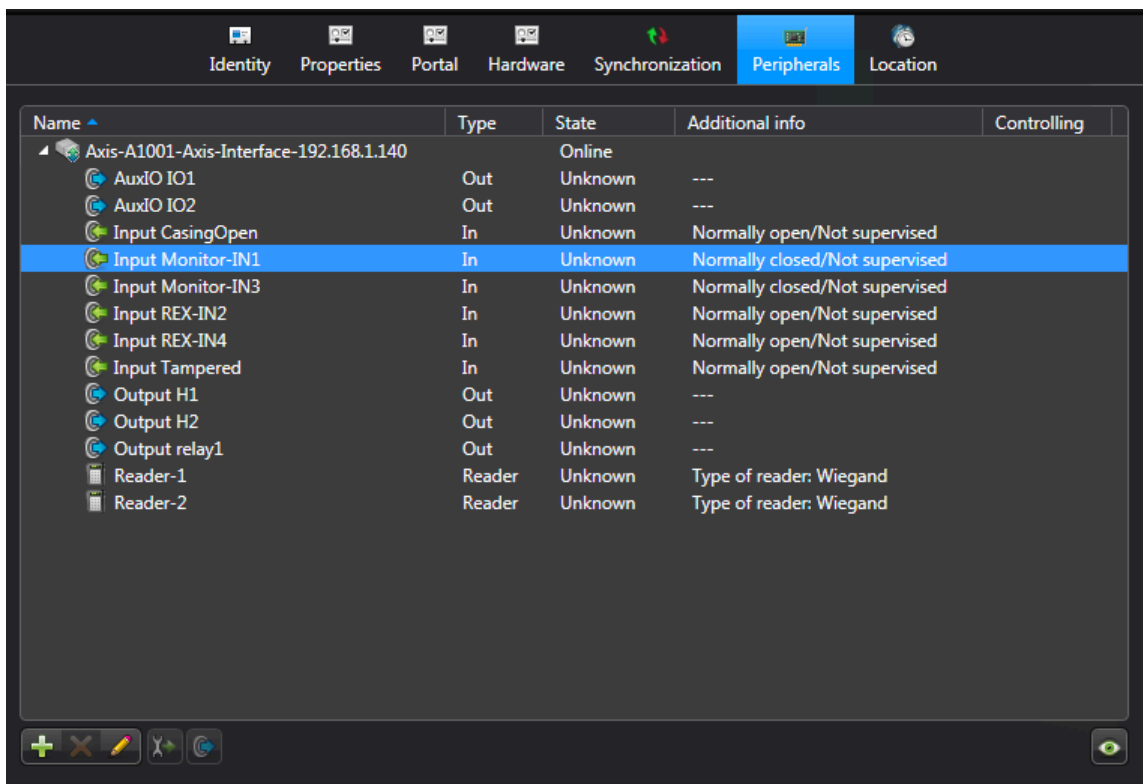 Identity Properties Portal Hardware Synchronization Peripherals Location
Name Type State Additional info Controlling
Axis-A1001-Axis-Interface-192.168.1.140 Online
AuxIO IO1 Out Unknown ---
AuxIO IO2 Out Unknown ---
Input CasingOpen In Unknown Normally open/Not supervised
Input Monitor-IN1 In Unknown Normally closed/Not supervised
Input Monitor-IN3 In Unknown Normally closed/Not supervised
Input REX-IN2 In Unknown Normally open/Not supervised
Input REX-IN4 In Unknown Normally open/Not supervised
Input Tampered In Unknown Normally open/Not supervised
Output H1 Out Unknown ---
Output H2 Out Unknown ---
Output relay1 Out Unknown ---
Reader-1 Reader Unknown Type of reader: Wiegand
Reader-2 Reader Unknown Type of reader: Wiegand